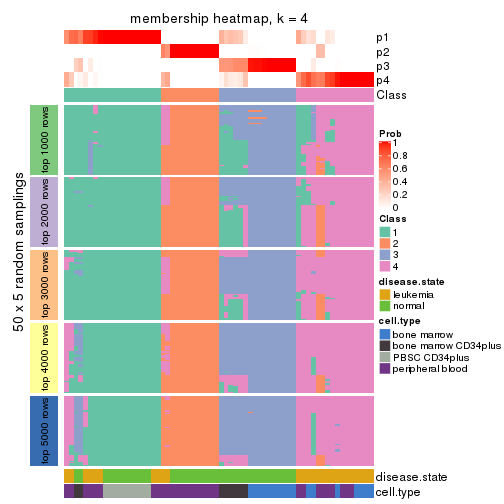 membership heatmap, k = 4
p1
p2
p3
p4
Class
50 x 5 random samplings
top 1000 rows
top 2000 rows
top 3000 rows
top 4000 rows
top 5000 rows
disease.state
cell.type
Prob
1
0.8
0.6
0.4
0.2
0
Class
1
2
3
4
disease.state
leukemia
normal
cell.type
bone marrow
bone marrow CD34plus
PBSC CD34plus
peripheral blood